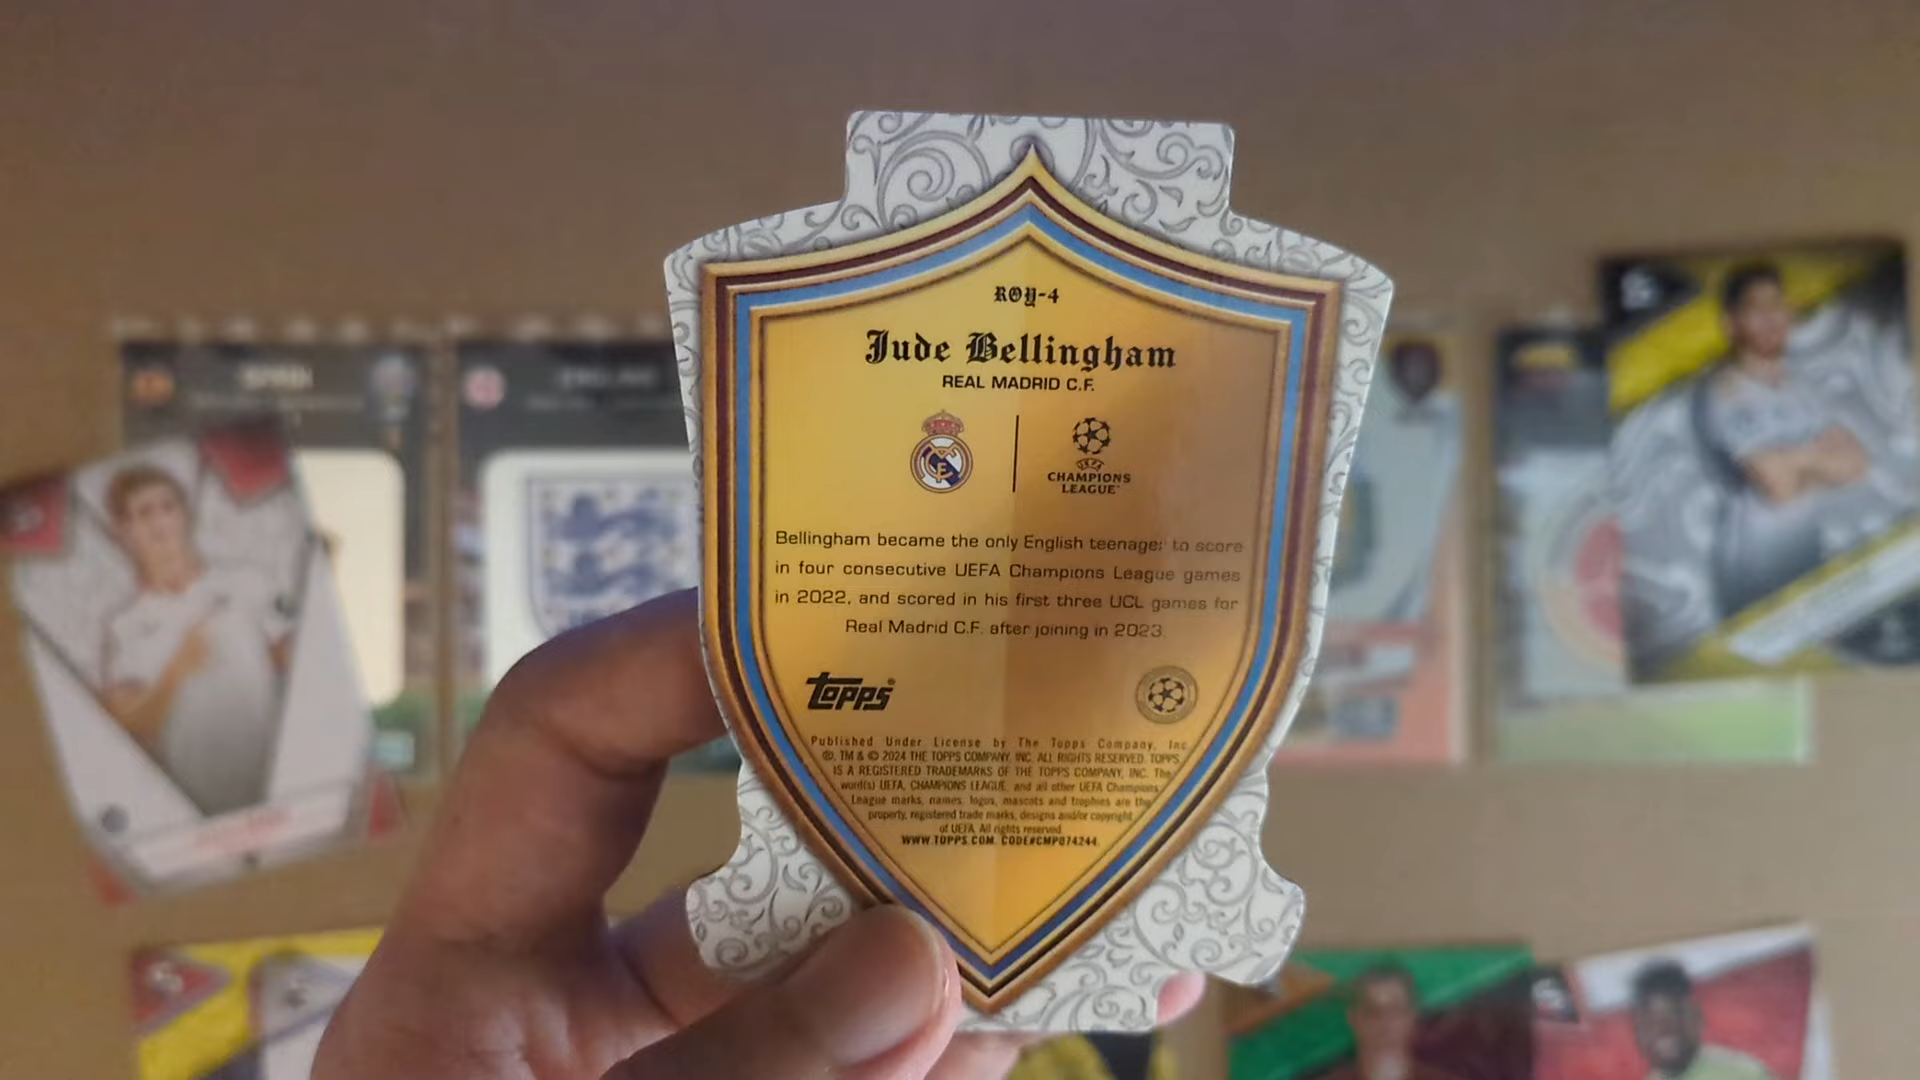 ROY-4
Jude Bellingham
REAL MADRID C.F.
UEFA
CHAMPIONS
LEAGUE
Bellingham became the only English teenager to score
in four consecutive UEFA Champions League games
in 2022, and scored in his first three UCL games for
Real Madrid C.F. after joining in 2023.
Topps®
Published Under License by The Topps Company, Inc.
®, TM & © 2024 THE TOPPS COMPANY, INC. ALL RIGHTS RESERVED. TOPPS
IS A REGISTERED TRADEMARKS OF THE TOPPS COMPANY, INC. The
word(s) UEFA, CHAMPIONS LEAGUE, and all other UEFA Champions
League marks, names, logos, mascots and trophies are the
property, registered trade marks, designs and/or copyright
of UEFA. All rights reserved.
WWW.TOPPS.COM. CODE#CMP074244.